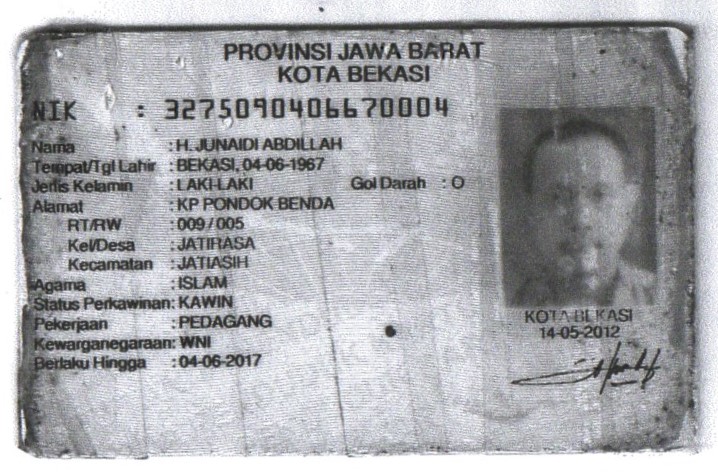 PROVINSI JAWA BARAT
KOTA BEKASI
NIK : 3275090406670004
Nama : H. JUNAIDI ABDILLAH
Tempat/Tgl Lahir : BEKASI, 04-06-1967
Jenis Kelamin : LAKI-LAKI Gol Darah : O
Alamat : KP PONDOK BENDA
RT/RW : 009 / 005
Kel/Desa : JATIRASA
Kecamatan : JATIASIH
Agama : ISLAM
Status Perkawinan: KAWIN
Pekerjaan : PEDAGANG
Kewarganegaraan: WNI
Berlaku Hingga : 04-06-2017
KOTA BEKASI
14-05-2012